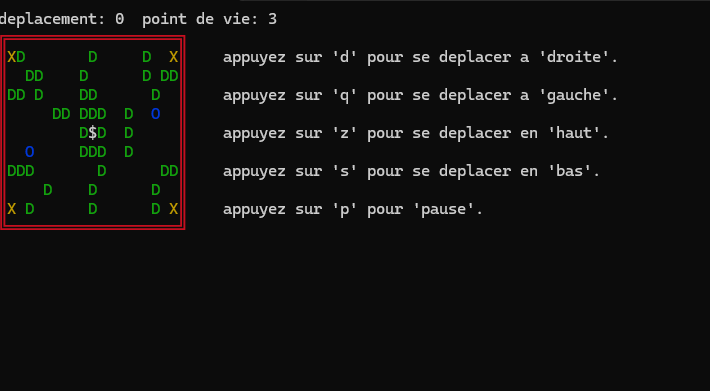 deplacement: 0  point de vie: 3
XD       D     D  X     appuyez sur 'd' pour se deplacer a 'droite'.
  DD    D      D DD
DD D    DD      D       appuyez sur 'q' pour se deplacer a 'gauche'.
     DD DDD  D  O
        D$D  D          appuyez sur 'z' pour se deplacer en 'haut'.
  O     DDD  D
DDD       D      DD     appuyez sur 's' pour se deplacer en 'bas'.
    D    D      D
X D      D      D X     appuyez sur 'p' pour 'pause'.